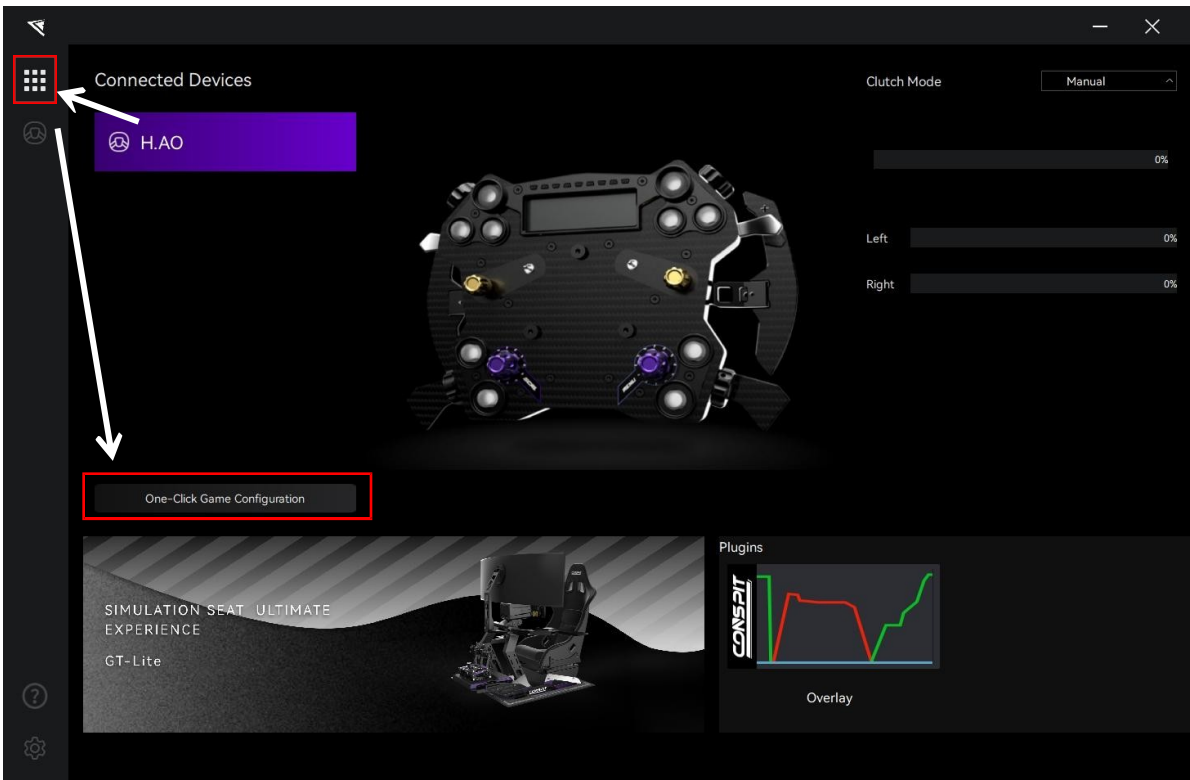 Connected Devices
Clutch Mode
Manual
H.AO
0%
Left
0%
Right
0%
One-Click Game Configuration
SIMULATION SEAT ULTIMATE
EXPERIENCE
GT-Lite
Plugins
CONSPIT
Overlay